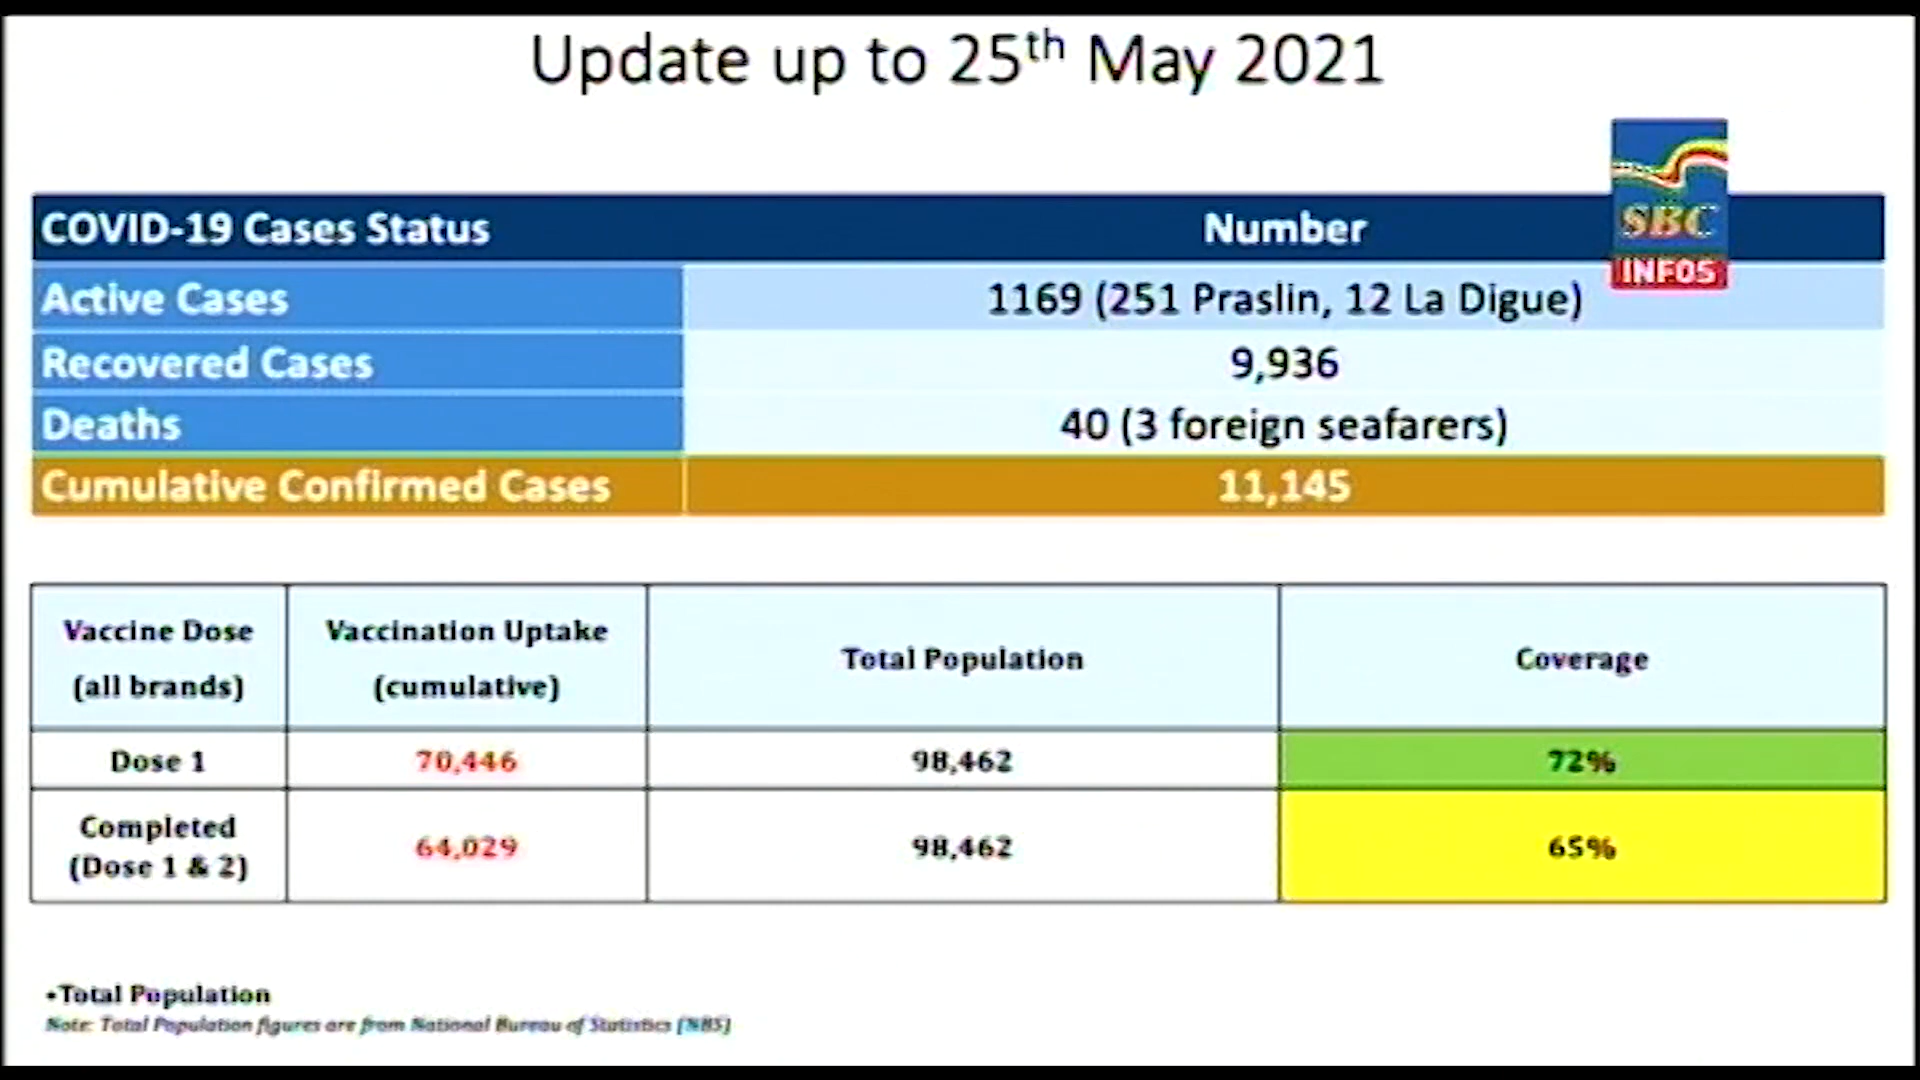 Update up to 25th May 2021
SBC
INFOS
COVID-19 Cases Status Number
Active Cases 1169 (251 Praslin, 12 La Digue)
Recovered Cases 9,936
Deaths 40 (3 foreign seafarers)
Cumulative Confirmed Cases 11,145
Vaccine Dose (all brands) Vaccination Uptake (cumulative) Total Population Coverage
Dose 1 70,446 98,462 72%
Completed (Dose 1 & 2) 64,029 98,462 65%
•Total Population
Note: Total Population figures are from National Bureau of Statistics (NBS)